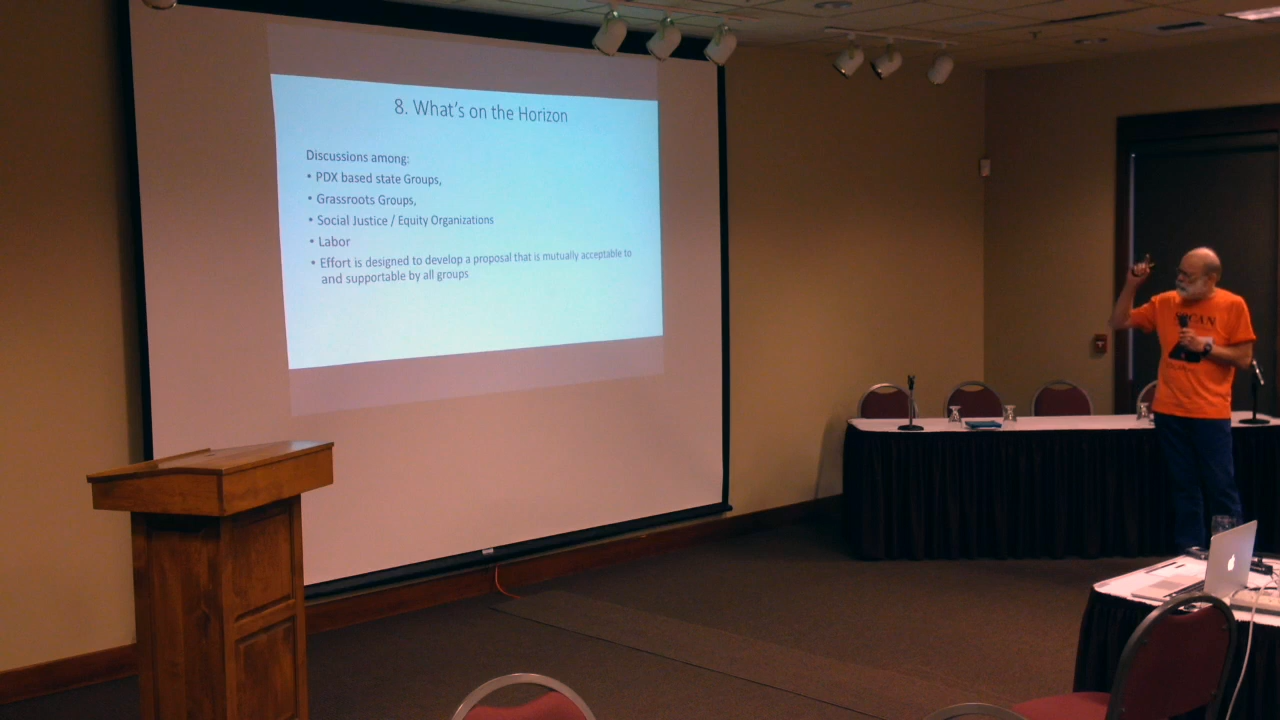 8. What's on the Horizon
Discussions among:
• PDX based state Groups,
• Grassroots Groups,
• Social Justice / Equity Organizations
• Labor
• Effort is designed to develop a proposal that is mutually acceptable to
and supportable by all groups